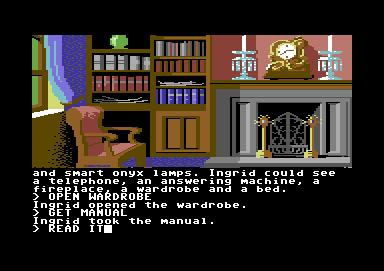 and smart onyx lamps. Ingrid could see
a telephone, an answering machine, a
fireplace, a wardrobe and a bed.
> OPEN WARDROBE
Ingrid opened the wardrobe.
> GET MANUAL
Ingrid took the manual.
> READ IT